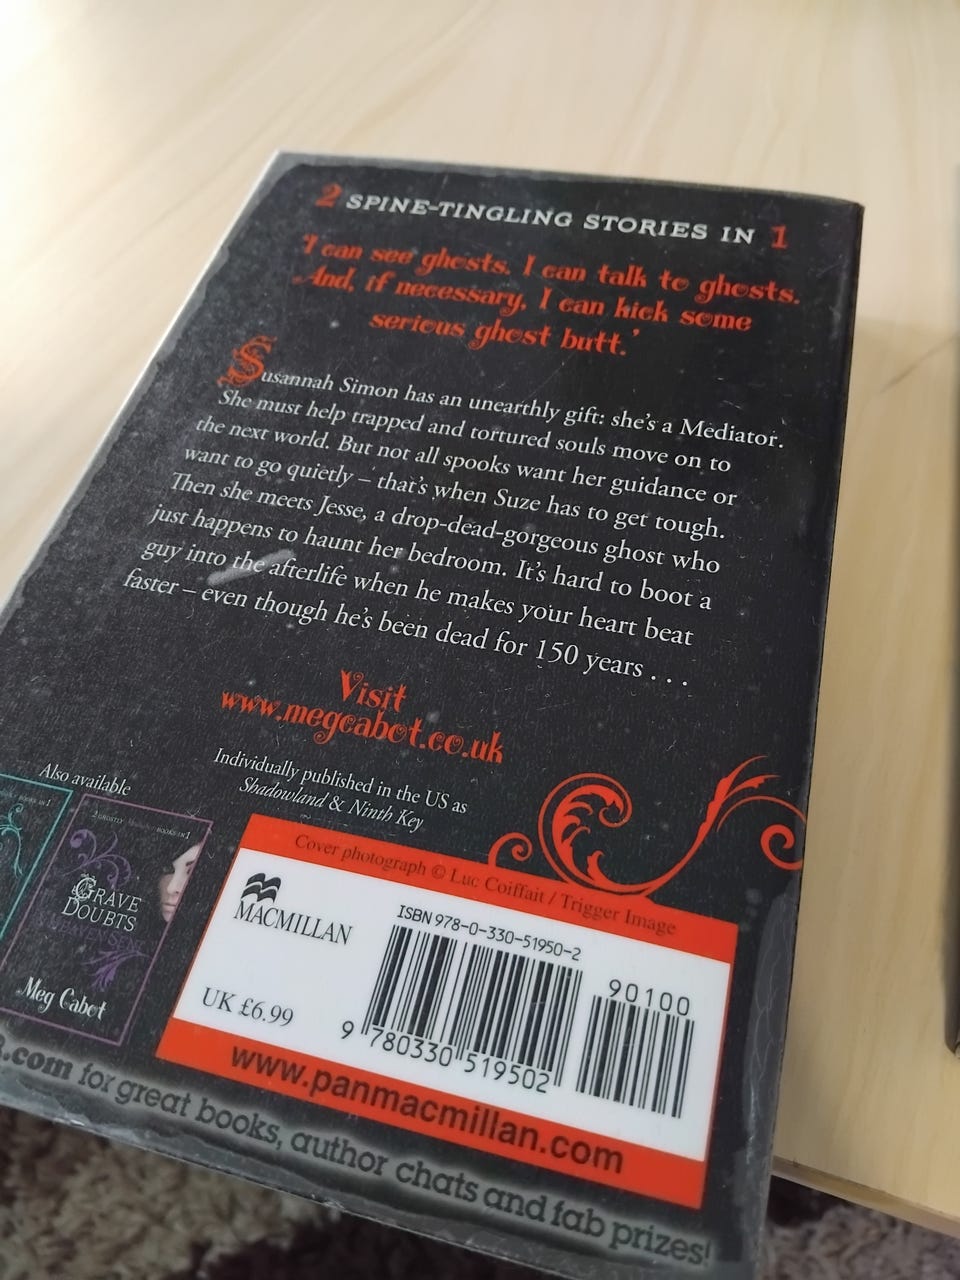 2 SPINE-TINGLING STORIES IN 1
'I can see ghosts. I can talk to ghosts.
And, if necessary, I can kick some
serious ghost butt.'
Susannah Simon has an unearthly gift: she's a Mediator.
She must help trapped and tortured souls move on to
the next world. But not all spooks want her guidance or
want to go quietly – that's when Suze has to get tough.
Then she meets Jesse, a drop-dead-gorgeous ghost who
just happens to haunt her bedroom. It's hard to boot a
guy into the afterlife when he makes your heart beat
faster – even though he's been dead for 150 years . . .
Visit
www.megcabot.co.uk
Individually published in the US as
Shadowland & Ninth Key
Also available
BOOKS IN 1
GRAVE
DOUBTS
Meg Cabot
Cover photograph © Luc Coiffait / Trigger Image
MACMILLAN
UK £6.99
ISBN 978-0-330-51950-2
90100
9 780330 519502
www.panmacmillan.com
.com for great books, author chats and fab prizes!